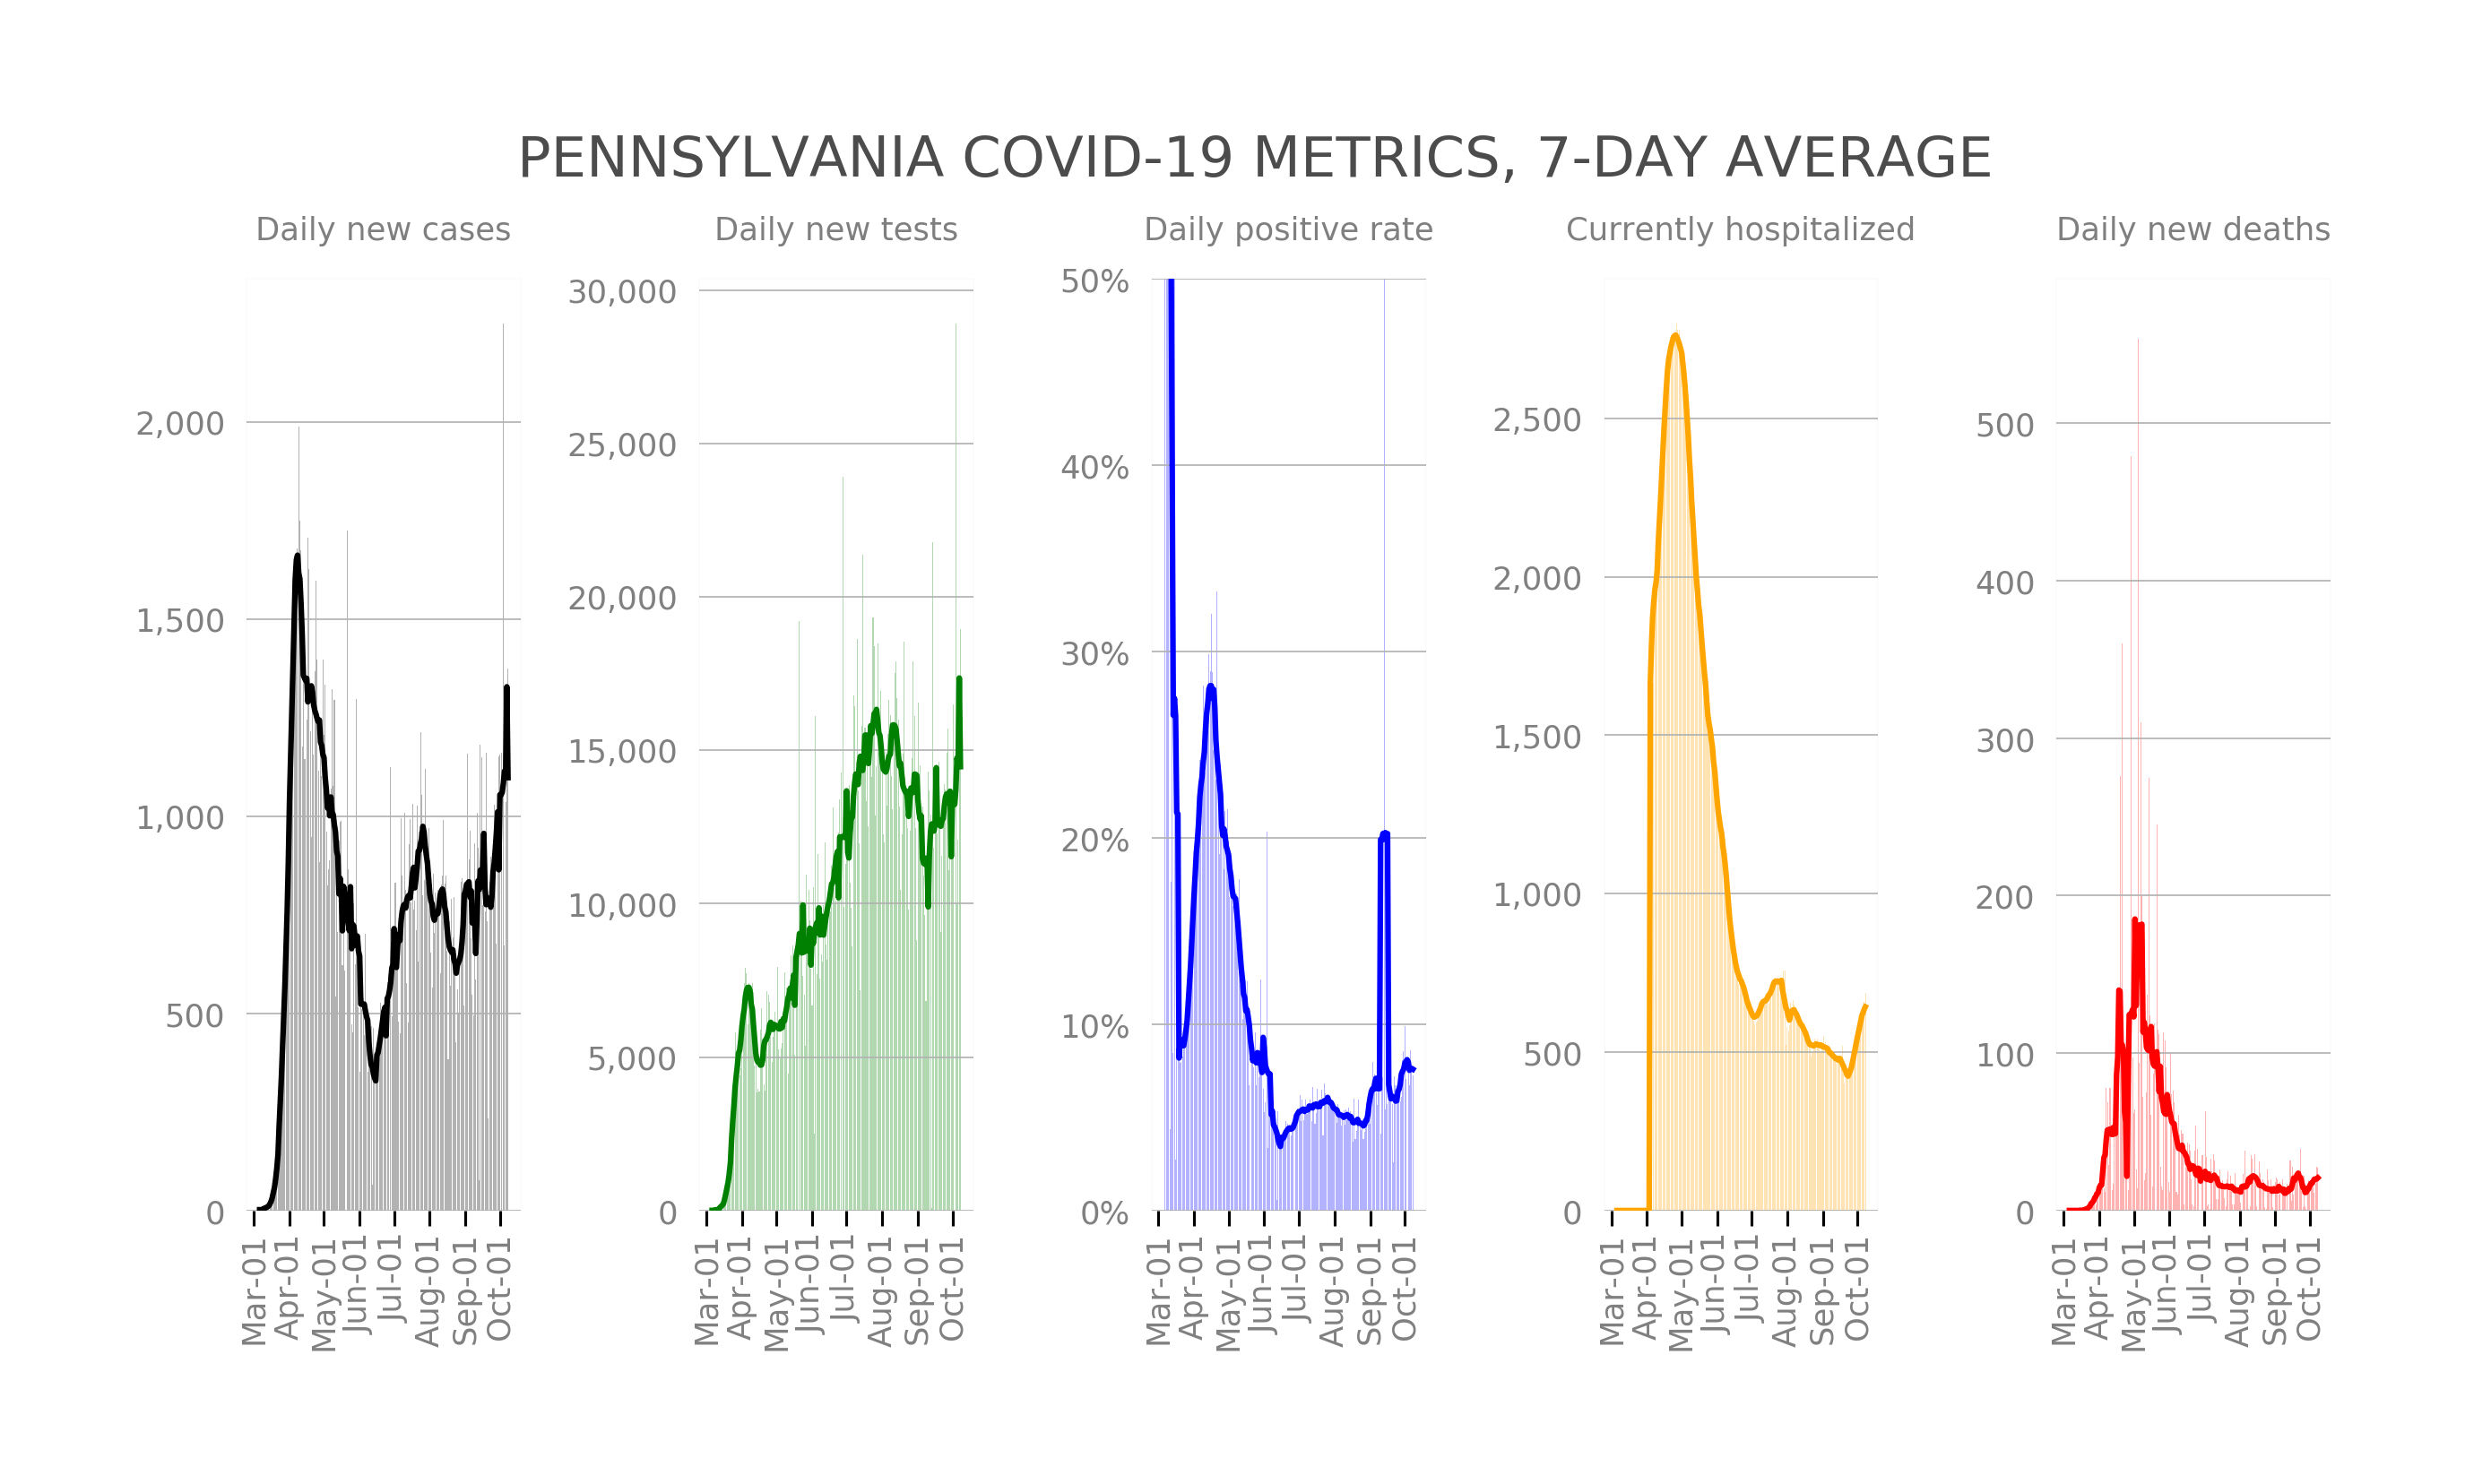 PENNSYLVANIA COVID-19 METRICS, 7-DAY AVERAGE
Daily new cases
2,000
1,500
1,000
500
0
Mar-01
Apr-01
May-01
Jun-01
Jul-01
Aug-01
Sep-01
Oct-01
Daily new tests
30,000
25,000
20,000
15,000
10,000
5,000
0
Mar-01
Apr-01
May-01
Jun-01
Jul-01
Aug-01
Sep-01
Oct-01
Daily positive rate
50%
40%
30%
20%
10%
0%
Mar-01
Apr-01
May-01
Jun-01
Jul-01
Aug-01
Sep-01
Oct-01
Currently hospitalized
2,500
2,000
1,500
1,000
500
0
Mar-01
Apr-01
May-01
Jun-01
Jul-01
Aug-01
Sep-01
Oct-01
Daily new deaths
500
400
300
200
100
0
Mar-01
Apr-01
May-01
Jun-01
Jul-01
Aug-01
Sep-01
Oct-01